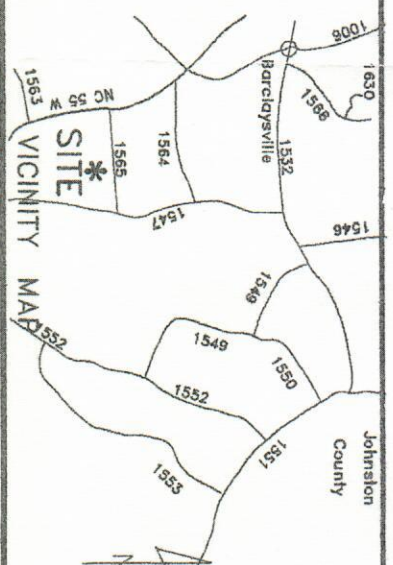 1006
1630
1568
Barclaysville
1532
1563
NC 55 W
1565
1564
1547
1546
SITE
*
VICINITY MAP
1549
1549
1550
1552
1552
1551
1553
Johnston
County
N